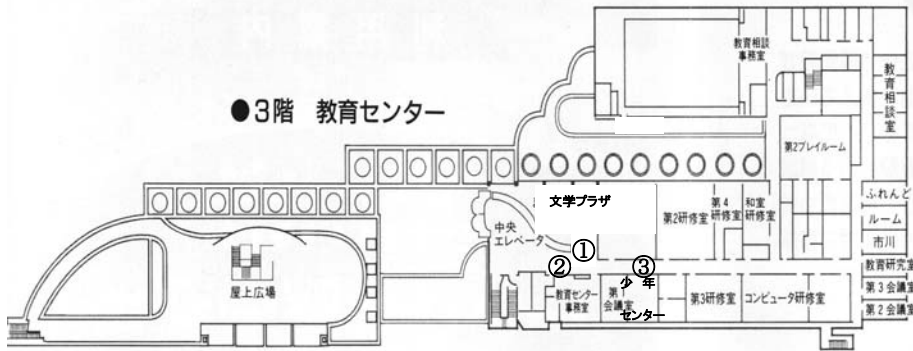 ●3階 教育センター
教育相談
事務室
教育相談室
第2プレイルーム
文学プラザ
第2研修室
第4
研修室
和室
研修室
ふれんど
ルーム
市川
中央
エレベータ
①
②
③
教育研究室
第3会議室
第2会議室
屋上広場
教育センター
事務室
第1
会議室
少年
センター
第3研修室
コンピュータ研修室